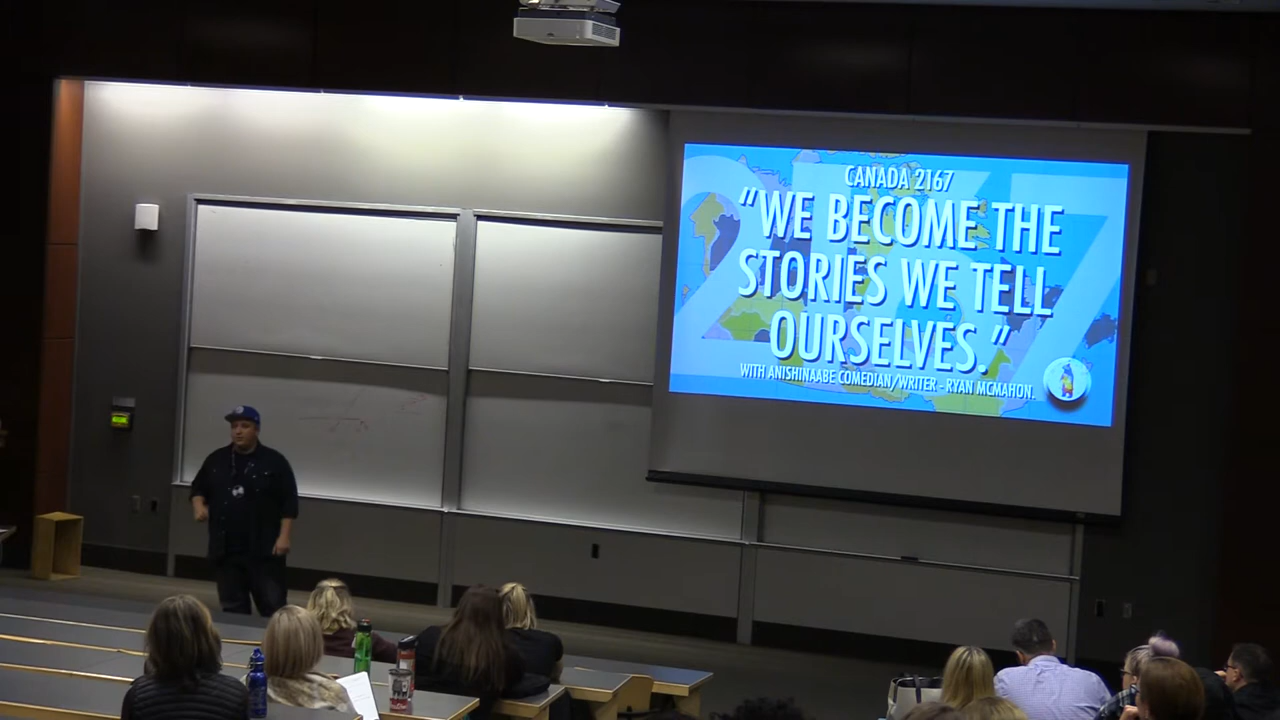 CANADA 2167
"WE BECOME THE
STORIES WE TELL
OURSELVES."
WITH ANISHINAABE COMEDIAN/WRITER - RYAN MCMAHON.